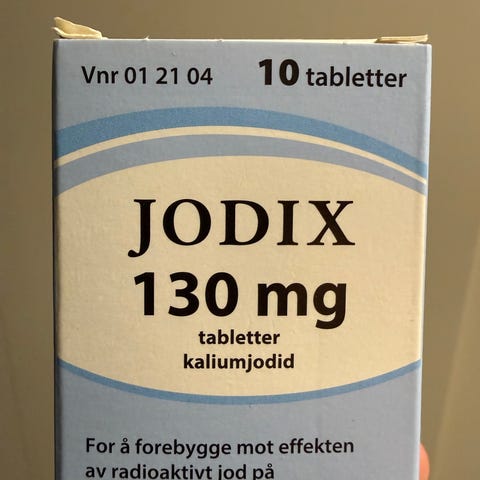 Vnr 01 21 04 10 tabletter
JODIX
130 mg
tabletter
kaliumjodid
For å forebygge mot effekten
av radioaktivt jod på